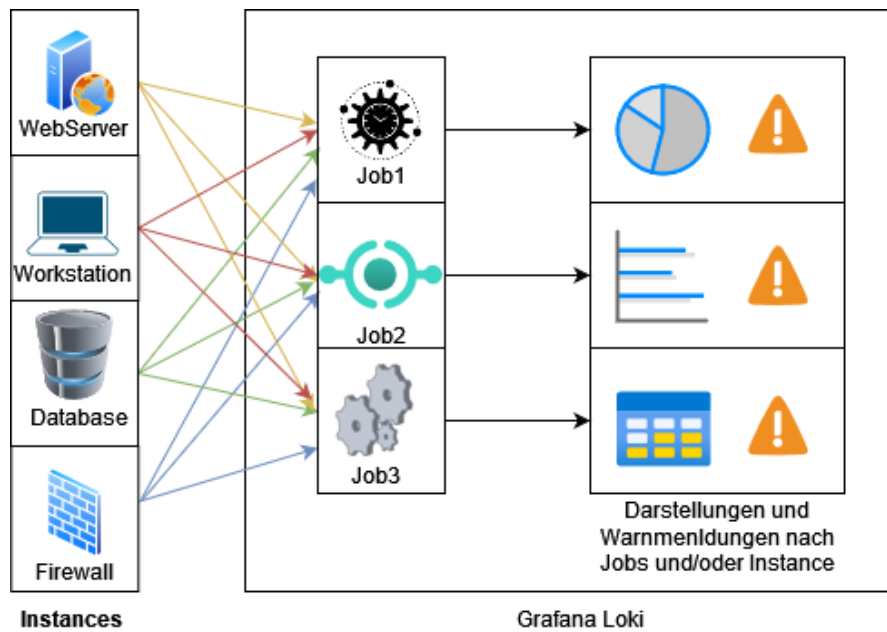 WebServer
Workstation
Database
Firewall
Instances
Job1
Job2
Job3
Darstellungen und
Warnmenldungen nach
Jobs und/oder Instance
Grafana Loki